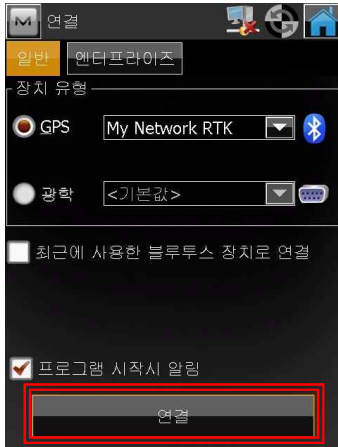 M 연결
일반 엔터프라이즈
장치 유형
GPS My Network RTK
광학 <기본값>
최근에 사용한 블루투스 장치로 연결
프로그램 시작시 알림
연결